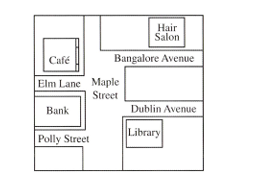 Hair
Salon
Café
Bangalore Avenue
Elm Lane
Maple
Street
Bank
Dublin Avenue
Polly Street
Library